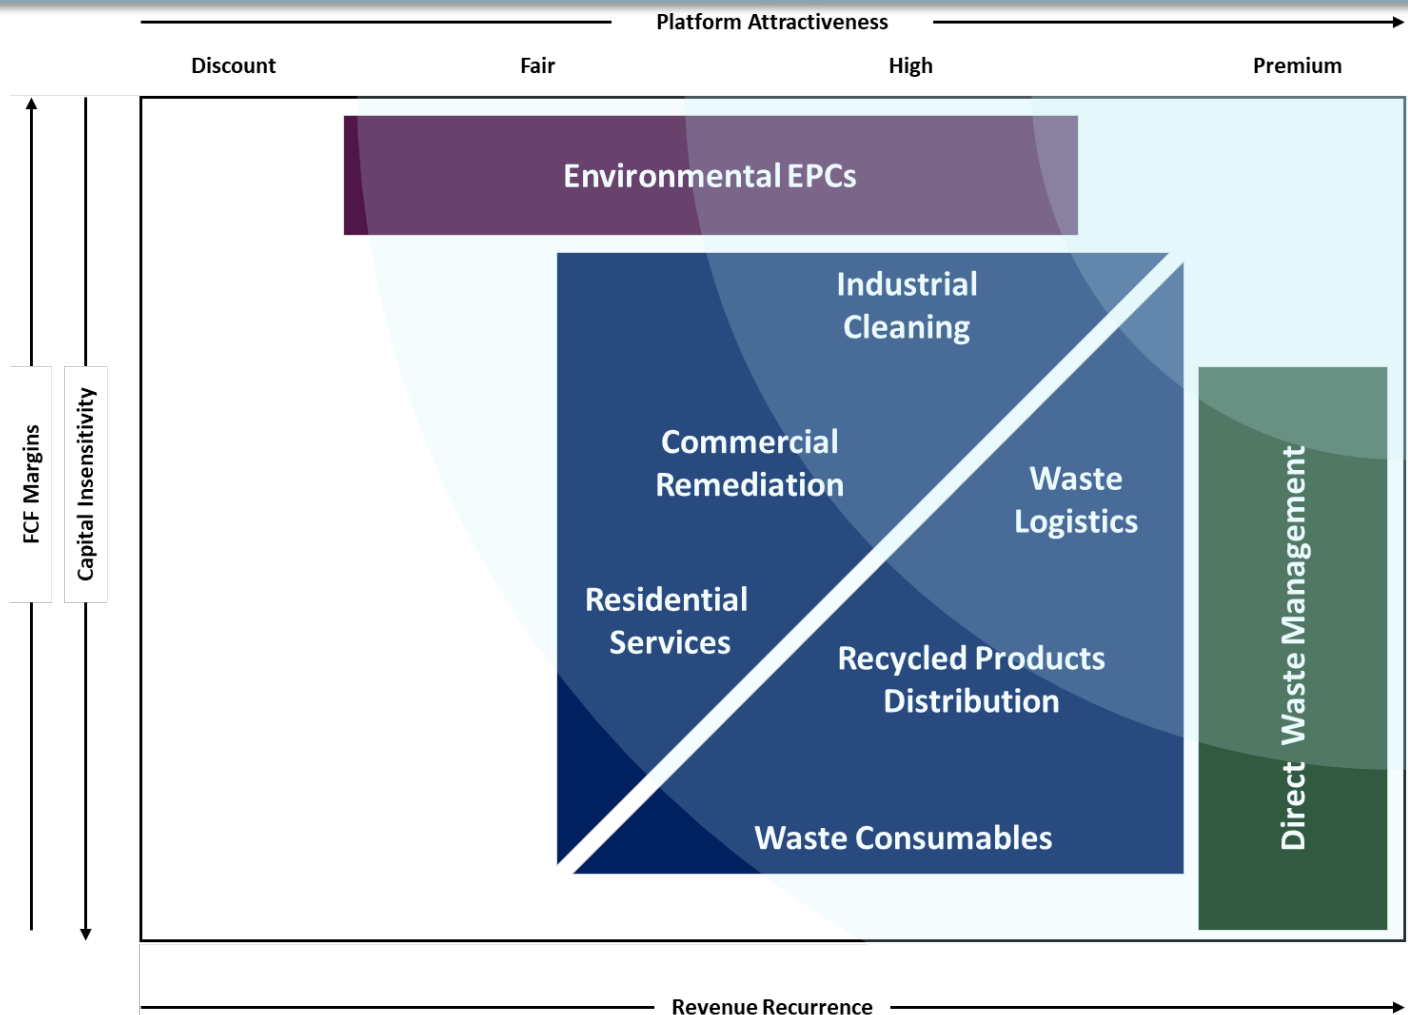 Platform Attractiveness
Discount
Fair
High
Premium
FCF Margins
Capital Insensitivity
Environmental EPCs
Industrial
Cleaning
Commercial
Remediation
Waste
Logistics
Residential
Services
Recycled Products
Distribution
Waste Consumables
Direct Waste Management
Revenue Recurrence